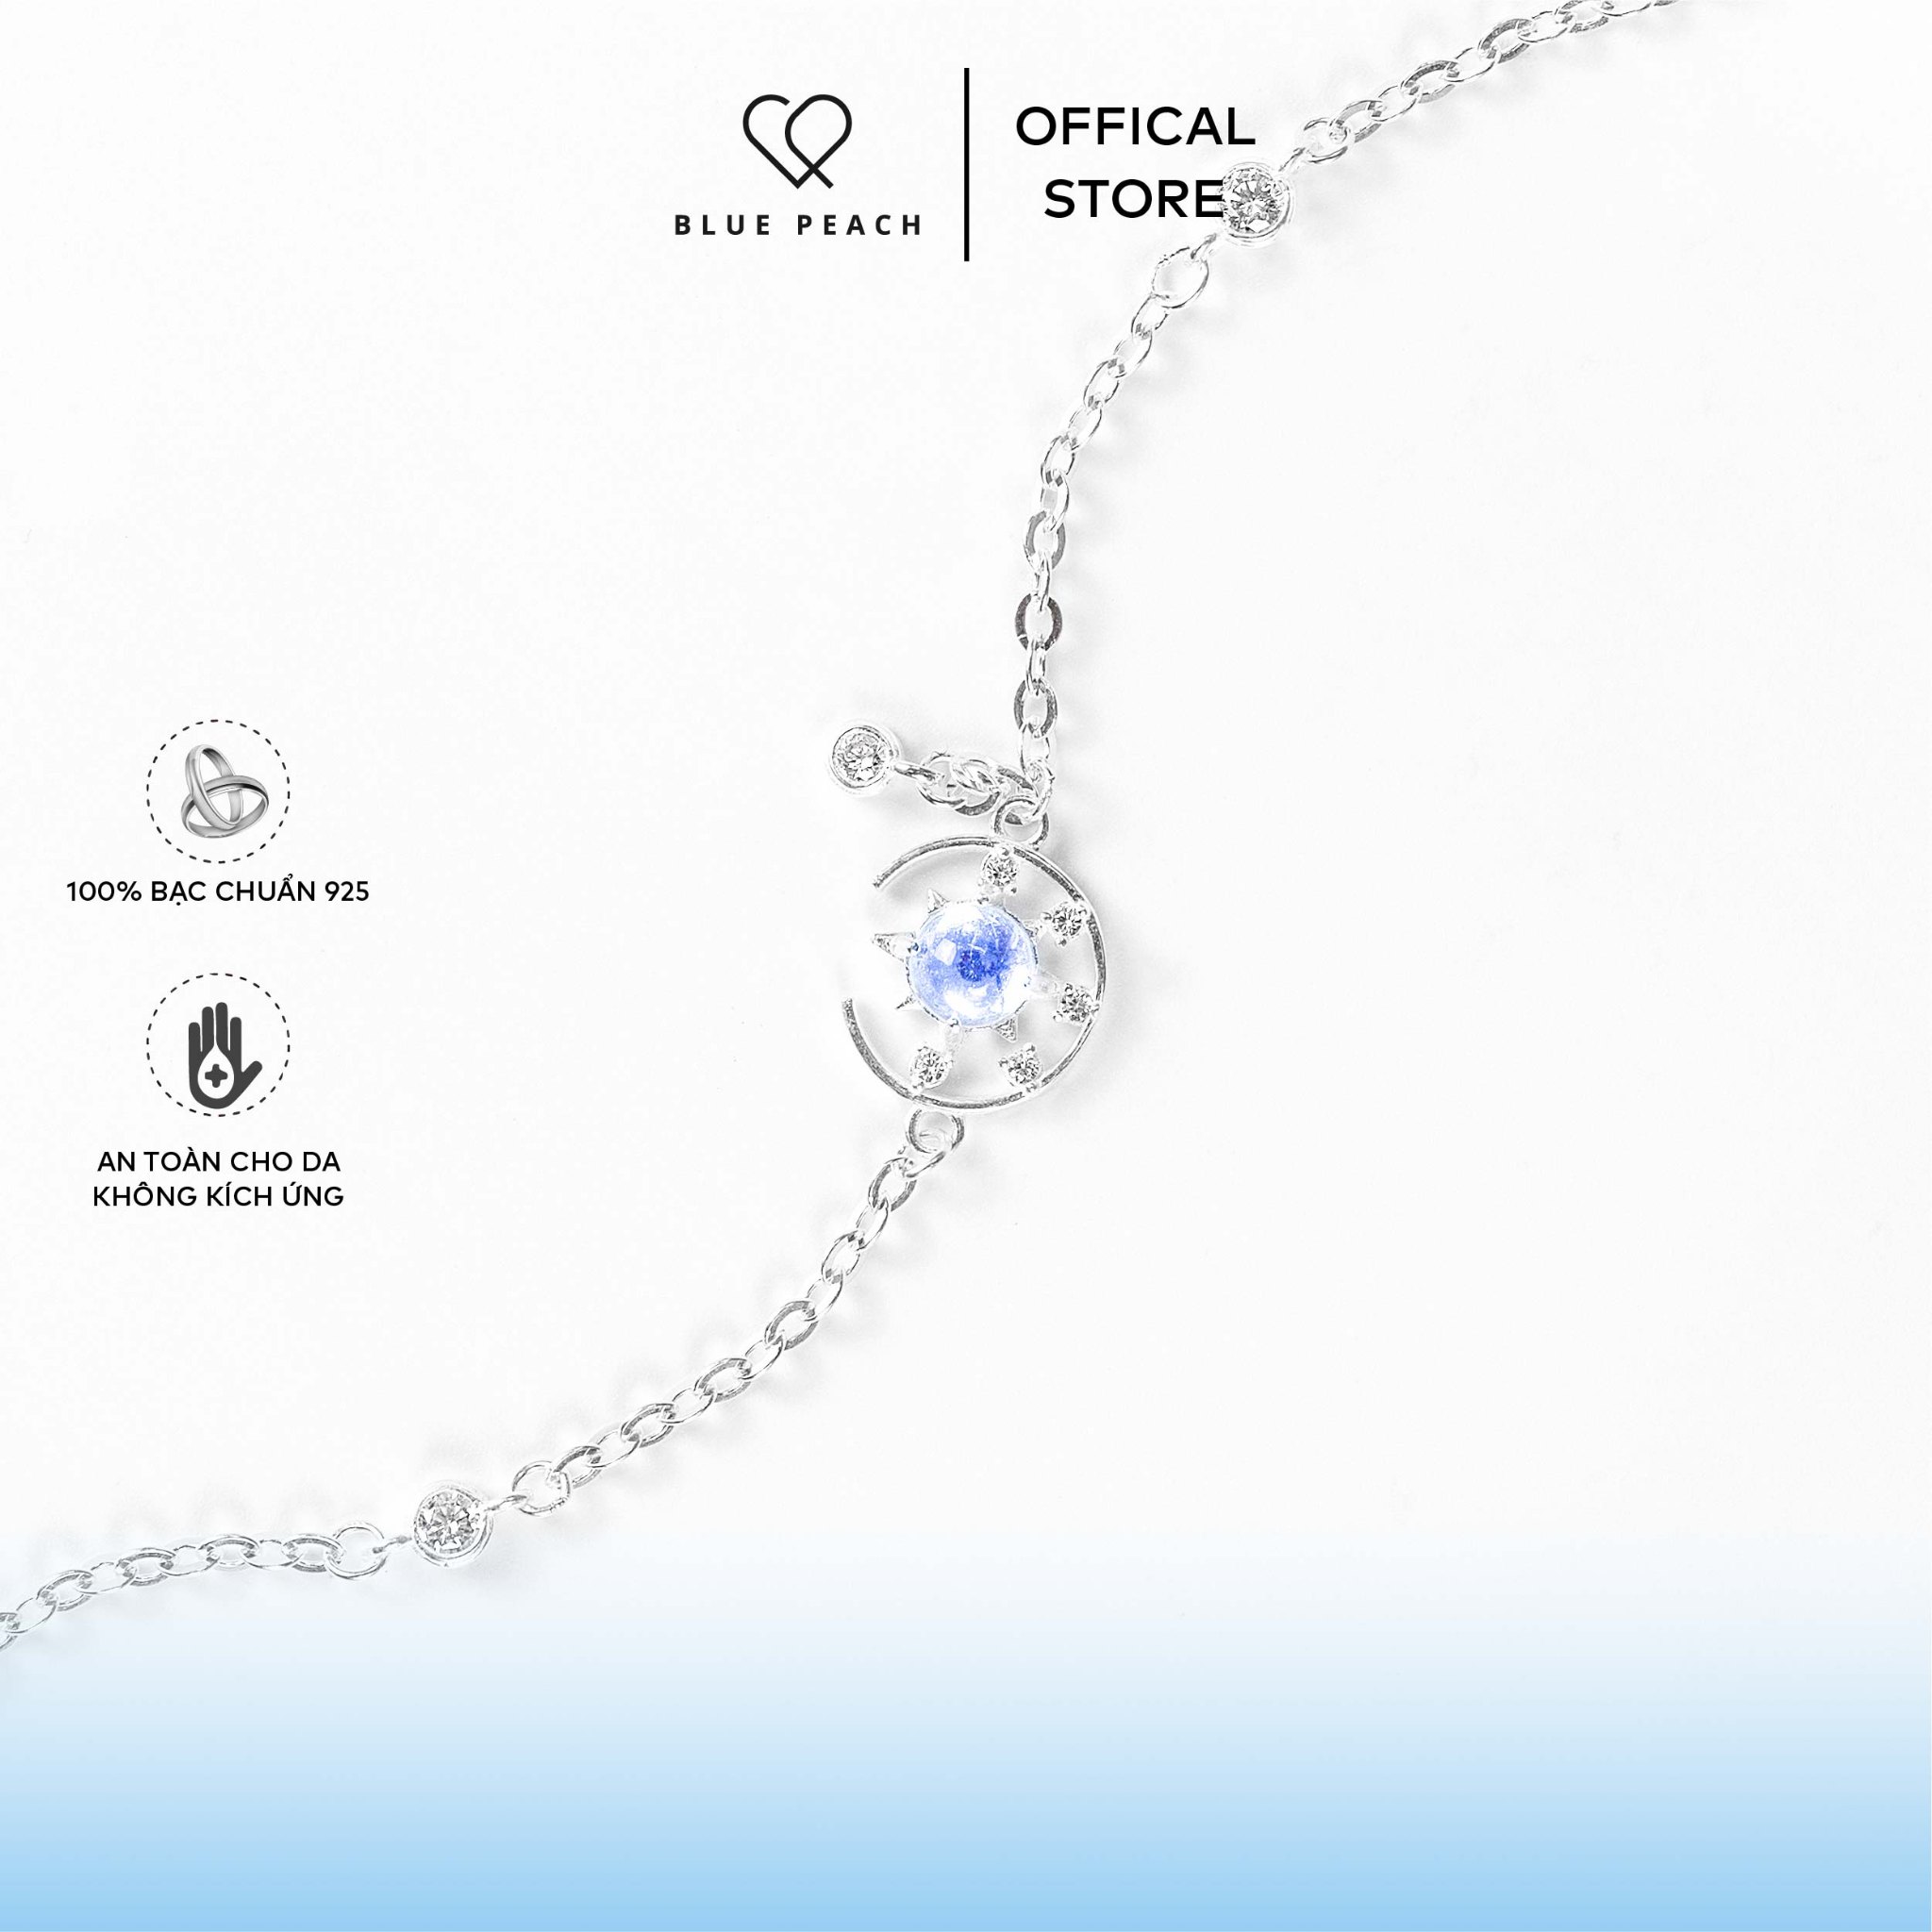 BLUE PEACH
OFFICAL
STORE
100% BẠC CHUẨN 925
AN TOÀN CHO DA
KHÔNG KÍCH ỨNG